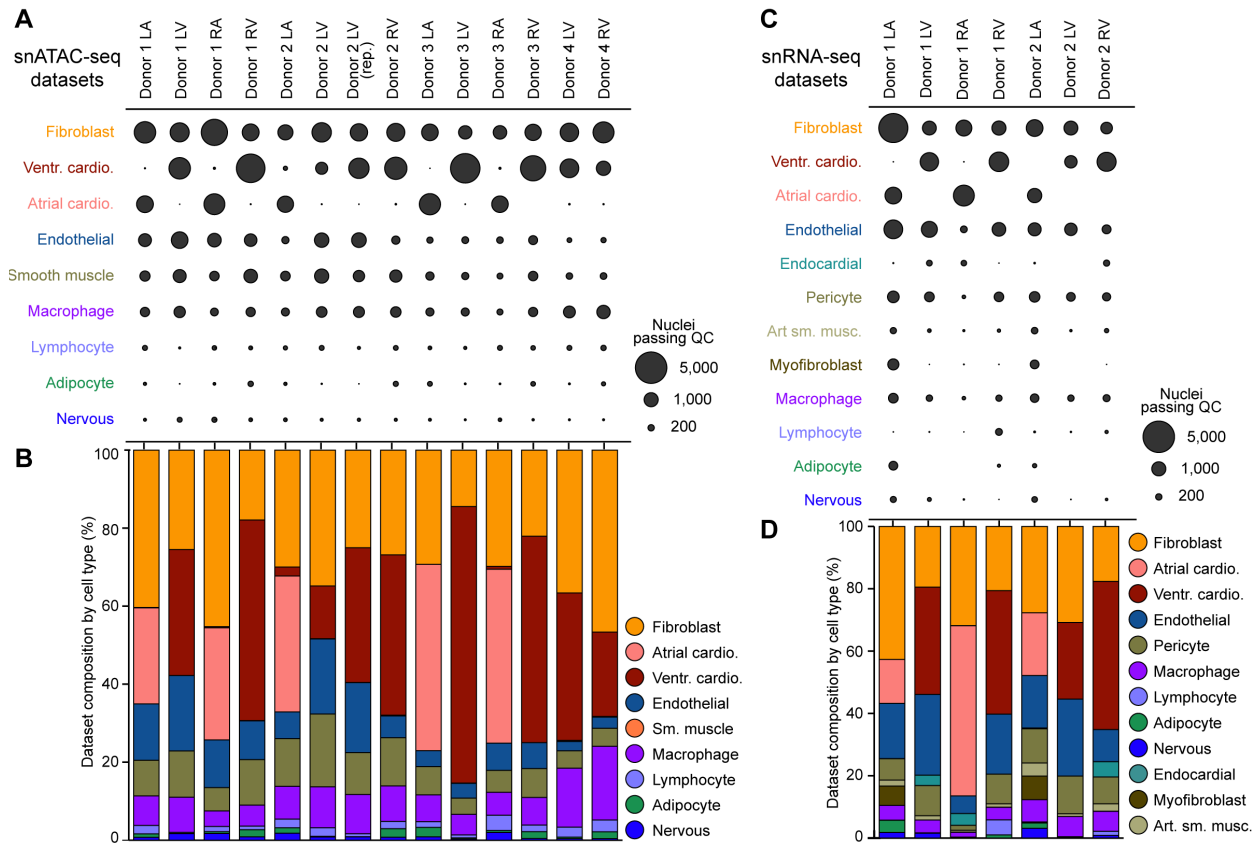 A
snATAC-seq
datasets
Donor 1 LA
Donor 1 LV
Donor 1 RA
Donor 1 RV
Donor 2 LA
Donor 2 LV
Donor 2 LV
(rep.)
Donor 2 RV
Donor 3 LA
Donor 3 LV
Donor 3 RA
Donor 3 RV
Donor 4 LV
Donor 4 RV
Fibroblast
Ventr. cardio.
Atrial cardio.
Endothelial
Smooth muscle
Macrophage
Lymphocyte
Adipocyte
Nervous
Nuclei
passing QC
5,000
1,000
200
B
Dataset composition by cell type (%)
100
80
60
40
20
0
Fibroblast
Atrial cardio.
Ventr. cardio.
Endothelial
Sm. muscle
Macrophage
Lymphocyte
Adipocyte
Nervous
C
snRNA-seq
datasets
Donor 1 LA
Donor 1 LV
Donor 1 RA
Donor 1 RV
Donor 2 LA
Donor 2 LV
Donor 2 RV
Fibroblast
Ventr. cardio.
Atrial cardio.
Endothelial
Endocardial
Pericyte
Art sm. musc.
Myofibroblast
Macrophage
Lymphocyte
Adipocyte
Nervous
Nuclei
passing QC
5,000
1,000
200
D
Dataset composition by cell type (%)
100
80
60
40
20
0
Fibroblast
Atrial cardio.
Ventr. cardio.
Endothelial
Pericyte
Macrophage
Lymphocyte
Adipocyte
Nervous
Endocardial
Myofibroblast
Art. sm. musc.